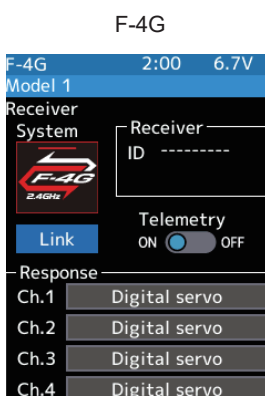 F-4G
F-4G 2:00 6.7V
Model 1
Receiver
System
Receiver
ID ---------
F-4G
2.4GHz
Telemetry
Link
ON OFF
Response
Ch.1 Digital servo
Ch.2 Digital servo
Ch.3 Digital servo
Ch.4 Digital servo